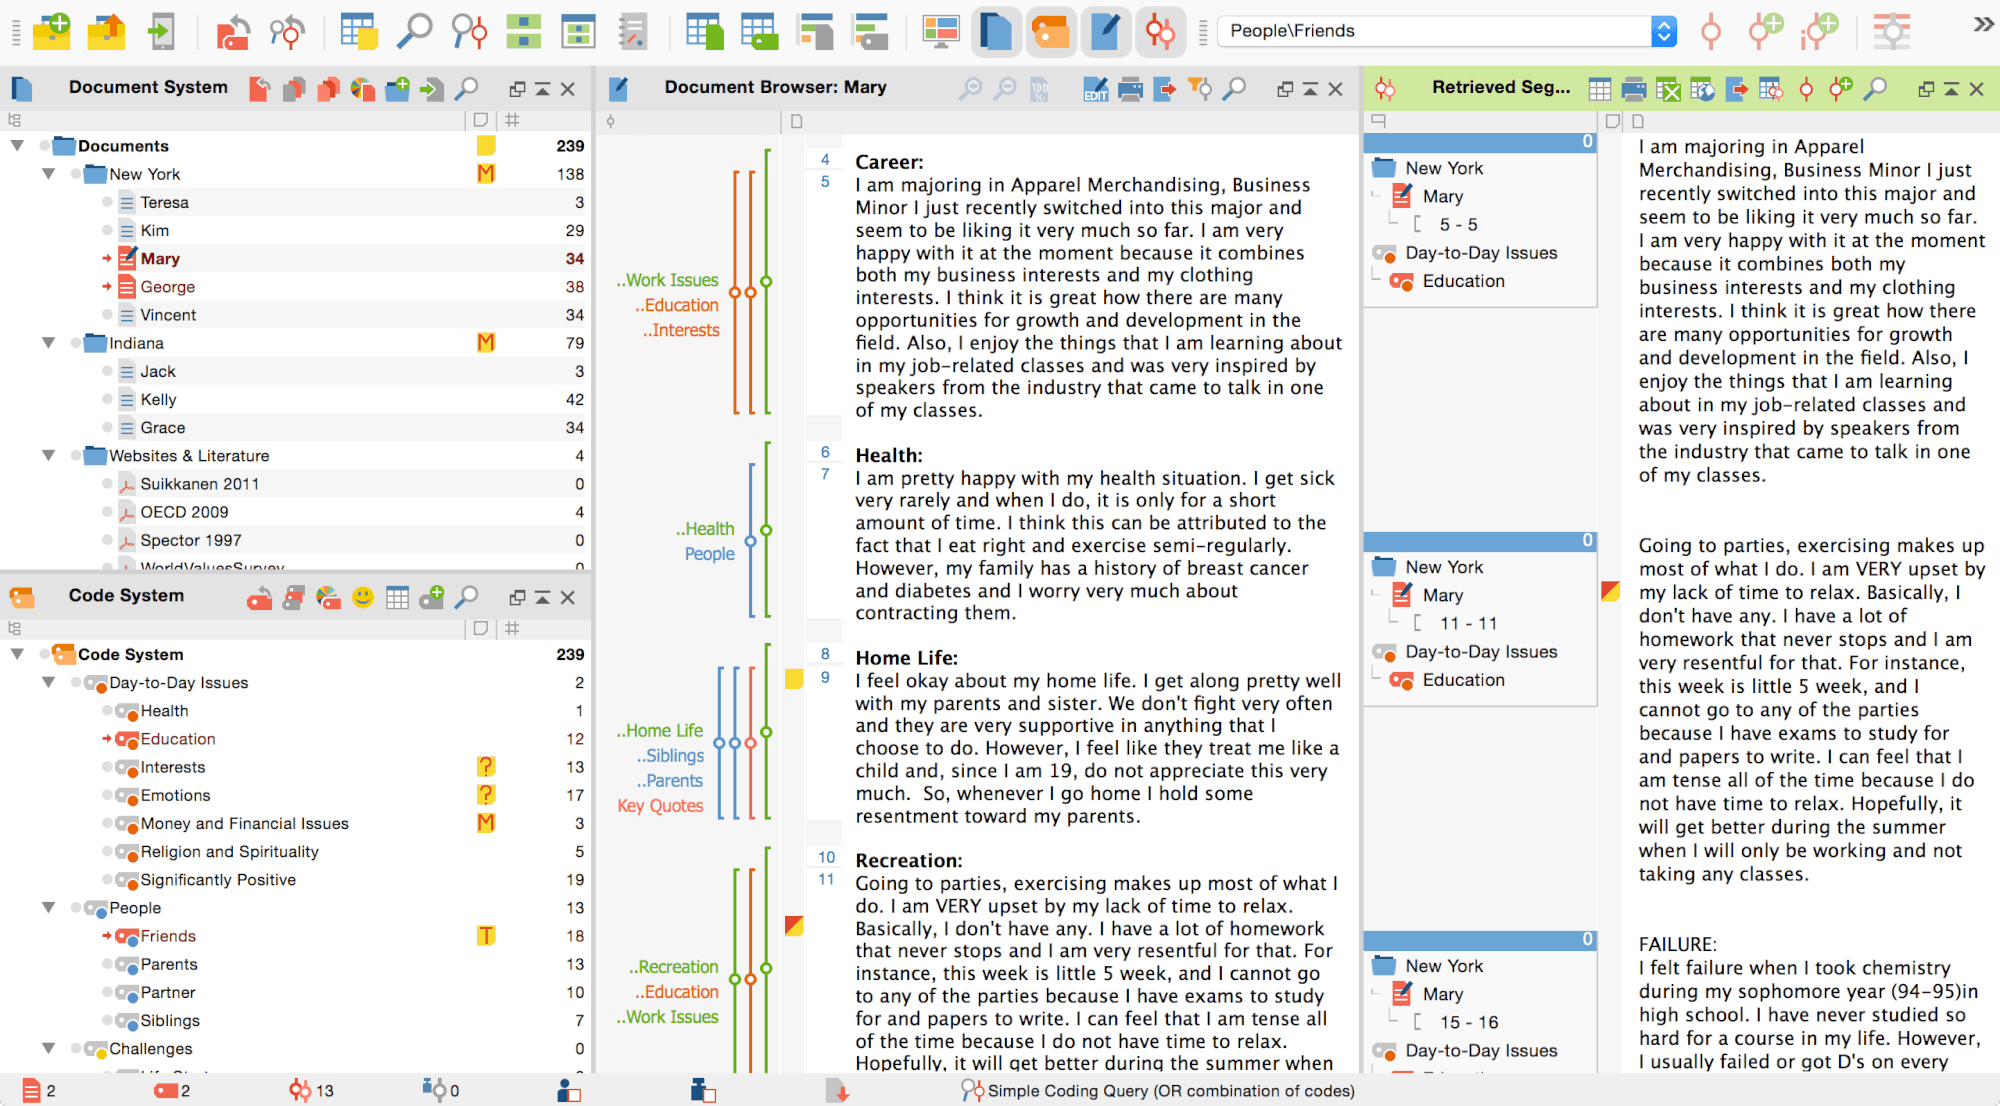 People\Friends
Document System
Documents 239
New York M 138
Teresa 3
Kim 29
Mary 34
George 38
Vincent 34
Indiana M 79
Jack 3
Kelly 42
Grace 34
Websites & Literature 4
Suikkanen 2011 0
OECD 2009 4
Spector 1997 0
WorldValuesSurvey 0
Code System
Code System 239
Day-to-Day Issues 2
Health 1
Education 12
Interests ? 13
Emotions ? 17
Money and Financial Issues M 3
Religion and Spirituality 5
Significantly Positive 19
People 13
Friends T 18
Parents 13
Partner 10
Siblings 7
Challenges 0
Document Browser: Mary
EDIT
..Work Issues
..Education
..Interests
..Health
People
..Home Life
..Siblings
..Parents
Key Quotes
..Recreation
..Education
..Work Issues
4 Career:
5 I am majoring in Apparel Merchandising, Business
Minor I just recently switched into this major and
seem to be liking it very much so far. I am very
happy with it at the moment because it combines
both my business interests and my clothing
interests. I think it is great how there are many
opportunities for growth and development in the
field. Also, I enjoy the things that I am learning about
in my job-related classes and was very inspired by
speakers from the industry that came to talk in one
of my classes.
6 Health:
7 I am pretty happy with my health situation. I get sick
very rarely and when I do, it is only for a short
amount of time. I think this can be attributed to the
fact that I eat right and exercise semi-regularly.
However, my family has a history of breast cancer
and diabetes and I worry very much about
contracting them.
8 Home Life:
9 I feel okay about my home life. I get along pretty well
with my parents and sister. We don't fight very often
and they are very supportive in anything that I
choose to do. However, I feel like they treat me like a
child and, since I am 19, do not appreciate this very
much. So, whenever I go home I hold some
resentment toward my parents.
10 Recreation:
11 Going to parties, exercising makes up most of what I
do. I am VERY upset by my lack of time to relax.
Basically, I don't have any. I have a lot of homework
that never stops and I am very resentful for that. For
instance, this week is little 5 week, and I cannot go
to any of the parties because I have exams to study
for and papers to write. I can feel that I am tense all
of the time because I do not have time to relax.
Hopefully, it will get better during the summer when
Retrieved Seg...
0
New York
Mary
5 - 5
Day-to-Day Issues
Education
0
New York
Mary
11 - 11
Day-to-Day Issues
Education
0
New York
Mary
15 - 16
Day-to-Day Issues
I am majoring in Apparel
Merchandising, Business Minor I just
recently switched into this major and
seem to be liking it very much so far.
I am very happy with it at the moment
because it combines both my
business interests and my clothing
interests. I think it is great how there
are many opportunities for growth
and development in the field. Also, I
enjoy the things that I am learning
about in my job-related classes and
was very inspired by speakers from
the industry that came to talk in one
of my classes.
Going to parties, exercising makes up
most of what I do. I am VERY upset by
my lack of time to relax. Basically, I
don't have any. I have a lot of
homework that never stops and I am
very resentful for that. For instance,
this week is little 5 week, and I
cannot go to any of the parties
because I have exams to study for
and papers to write. I can feel that I
am tense all of the time because I do
not have time to relax. Hopefully, it
will get better during the summer
when I will only be working and not
taking any classes.
FAILURE:
I felt failure when I took chemistry
during my sophomore year (94-95)in
high school. I have never studied so
hard for a course in my life. However,
I usually failed or got D's on every
2
2
13
0
Simple Coding Query (OR combination of codes)